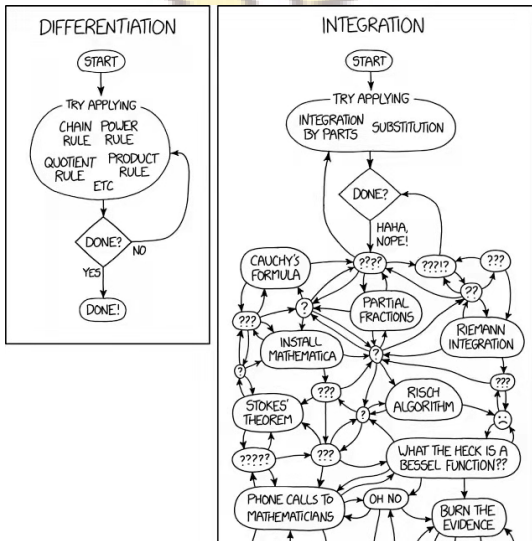 DIFFERENTIATION
START
TRY APPLYING
CHAIN RULE
POWER RULE
QUOTIENT RULE
PRODUCT RULE
ETC
DONE?
NO
YES
DONE!
INTEGRATION
START
TRY APPLYING
INTEGRATION BY PARTS
SUBSTITUTION
DONE?
HAHA, NOPE!
CAUCHY'S FORMULA
????
???!?
???
??
???
?
PARTIAL FRACTIONS
RIEMANN INTEGRATION
INSTALL MATHEMATICA
?
?
???
???
RISCH ALGORITHM
STOKES' THEOREM
?
?????
???
WHAT THE HECK IS A BESSEL FUNCTION??
PHONE CALLS TO MATHEMATICIANS
OH NO
BURN THE EVIDENCE